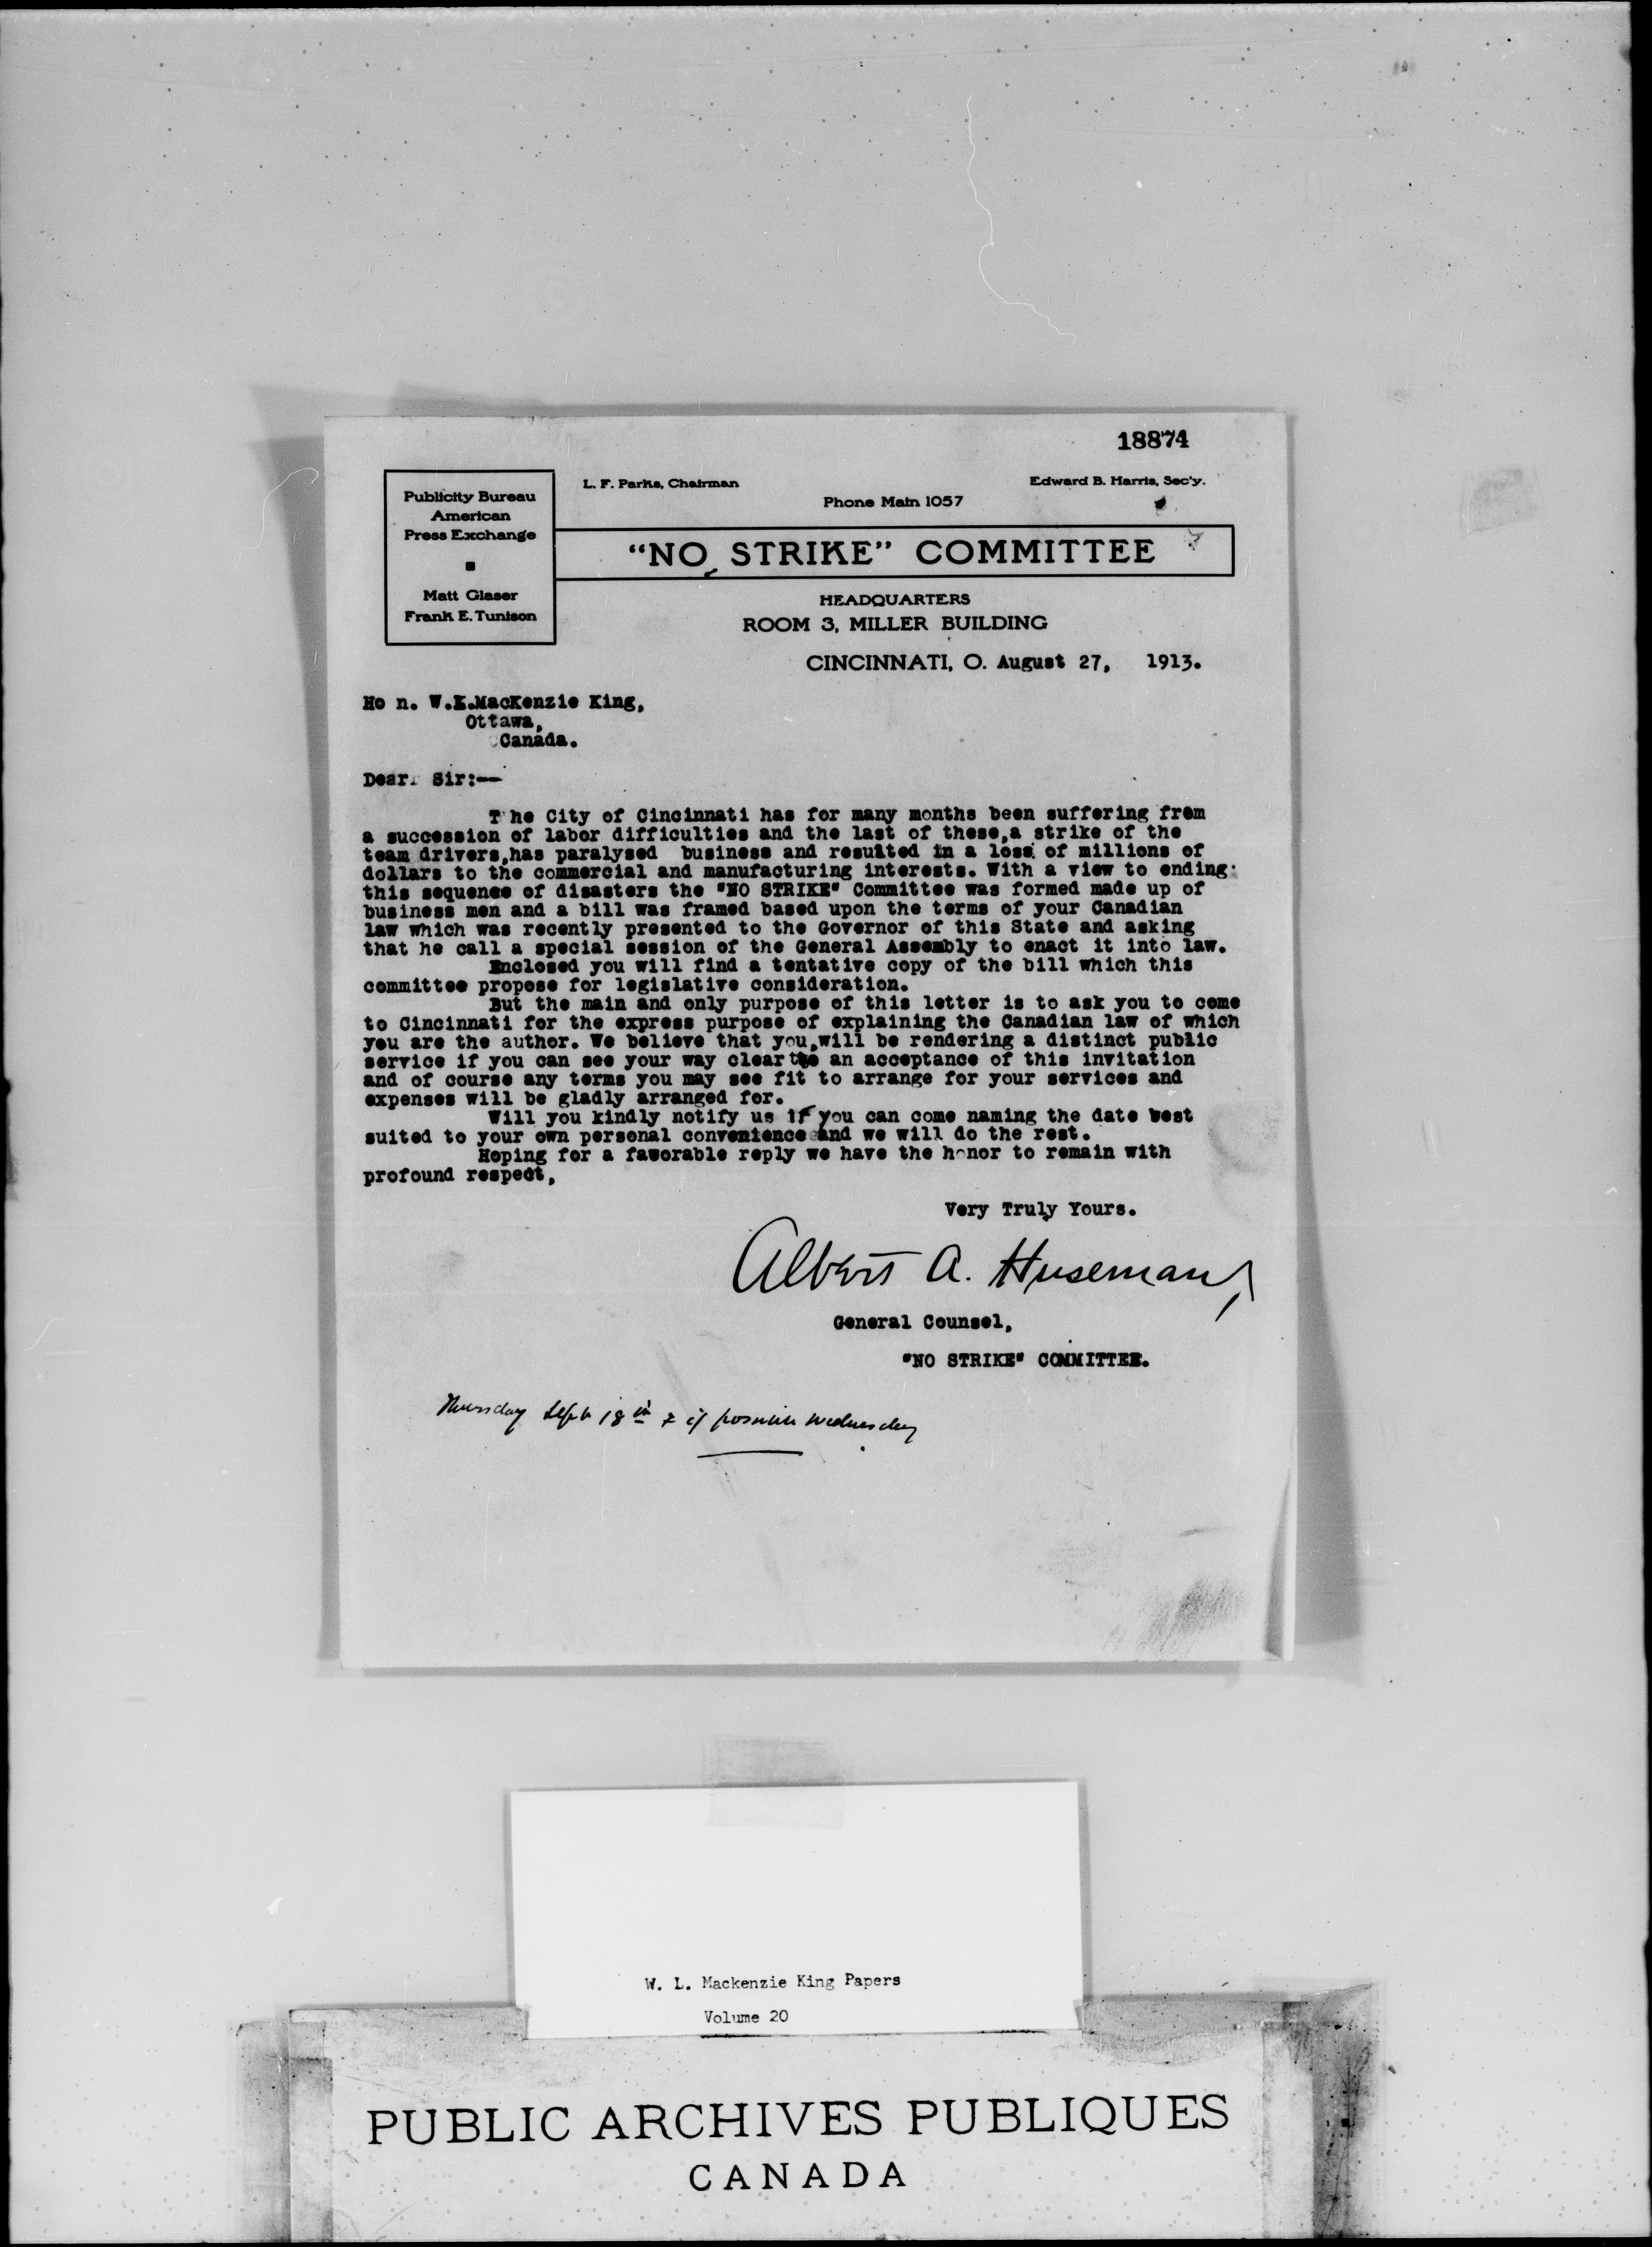 18874
L. F. Parks, Chairman
Edward B. Harris, Sec'y.
Phone Main 1057
Publicity Bureau
American
Press Exchange
Matt Glaser
Frank E. Tunison
"NO STRIKE" COMMITTEE
HEADQUARTERS
ROOM 3, MILLER BUILDING
CINCINNATI, O. August 27, 1913.
Ho n. W.L.MacKenzie King,
Ottawa,
Canada.
Dear. Sir:--
T he City of Cincinnati has for many months been suffering from
a succession of labor difficulties and the last of these,a strike of the
team drivers,has paralysed business and resulted in a loss of millions of
dollars to the commercial and manufacturing interests. With a view to ending
this sequence of disasters the "NO STRIKE" Committee was formed made up of
business men and a bill was framed based upon the terms of your Canadian
law which was recently presented to the Governor of this State and asking
that he call a special session of the General Assembly to enact it into law.
Enclosed you will find a tentative copy of the bill which this
committee propose for legislative consideration.
But the main and only purpose of this letter is to ask you to come
to Cincinnati for the express purpose of explaining the Canadian law of which
you are the author. We believe that you,will be rendering a distinct public
service if you can see your way clear to an acceptance of this invitation
and of course any terms you may see fit to arrange for your services and
expenses will be gladly arranged for.
Will you kindly notify us if you can come naming the date best
suited to your own personal convenience and we will do the rest.
Hoping for a favorable reply we have the honor to remain with
profound respect,
Very Truly Yours.
Albert A. Huseman,
General Counsel,
"NO STRIKE" COMMITTEE.
Thursday Sept 18th & if possible Wednesday
W. L. Mackenzie King Papers
Volume 20
PUBLIC ARCHIVES PUBLIQUES
CANADA